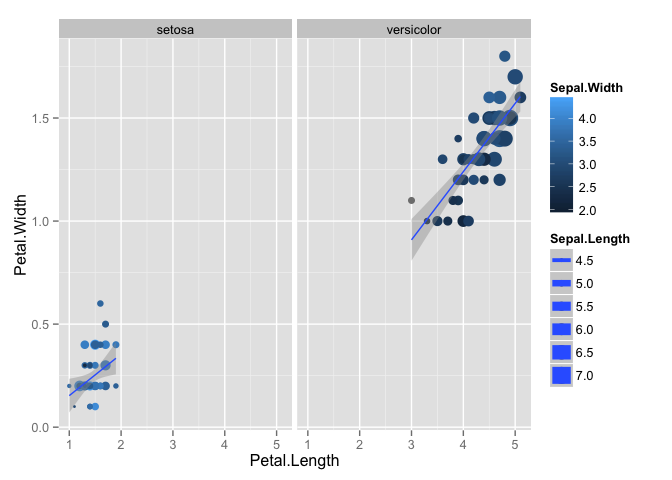 setosa
versicolor
Petal.Width
1.5
1.0
0.5
0.0
1 2 3 4 5
1 2 3 4 5
Petal.Length
Sepal.Width
4.0
3.5
3.0
2.5
2.0
Sepal.Length
4.5
5.0
5.5
6.0
6.5
7.0